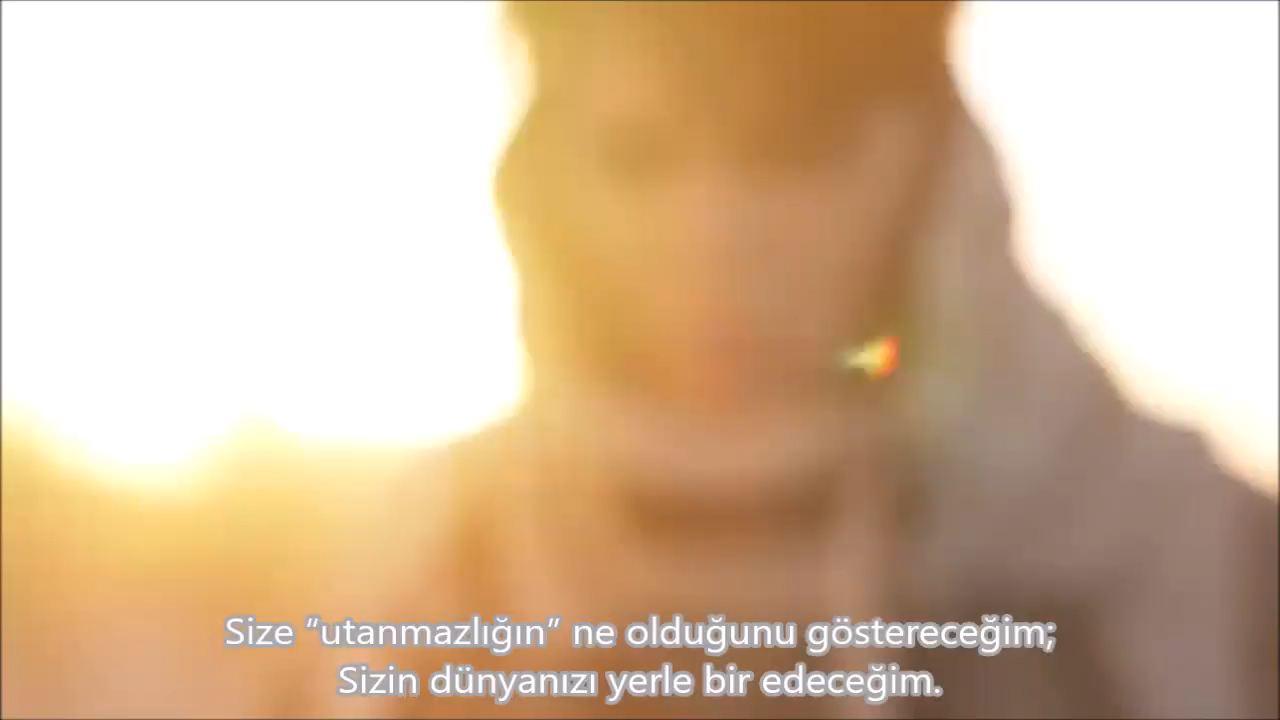 Size “utanmazlığın” ne olduğunu göstereceğim;
Sizin dünyanızı yerle bir edeceğim.